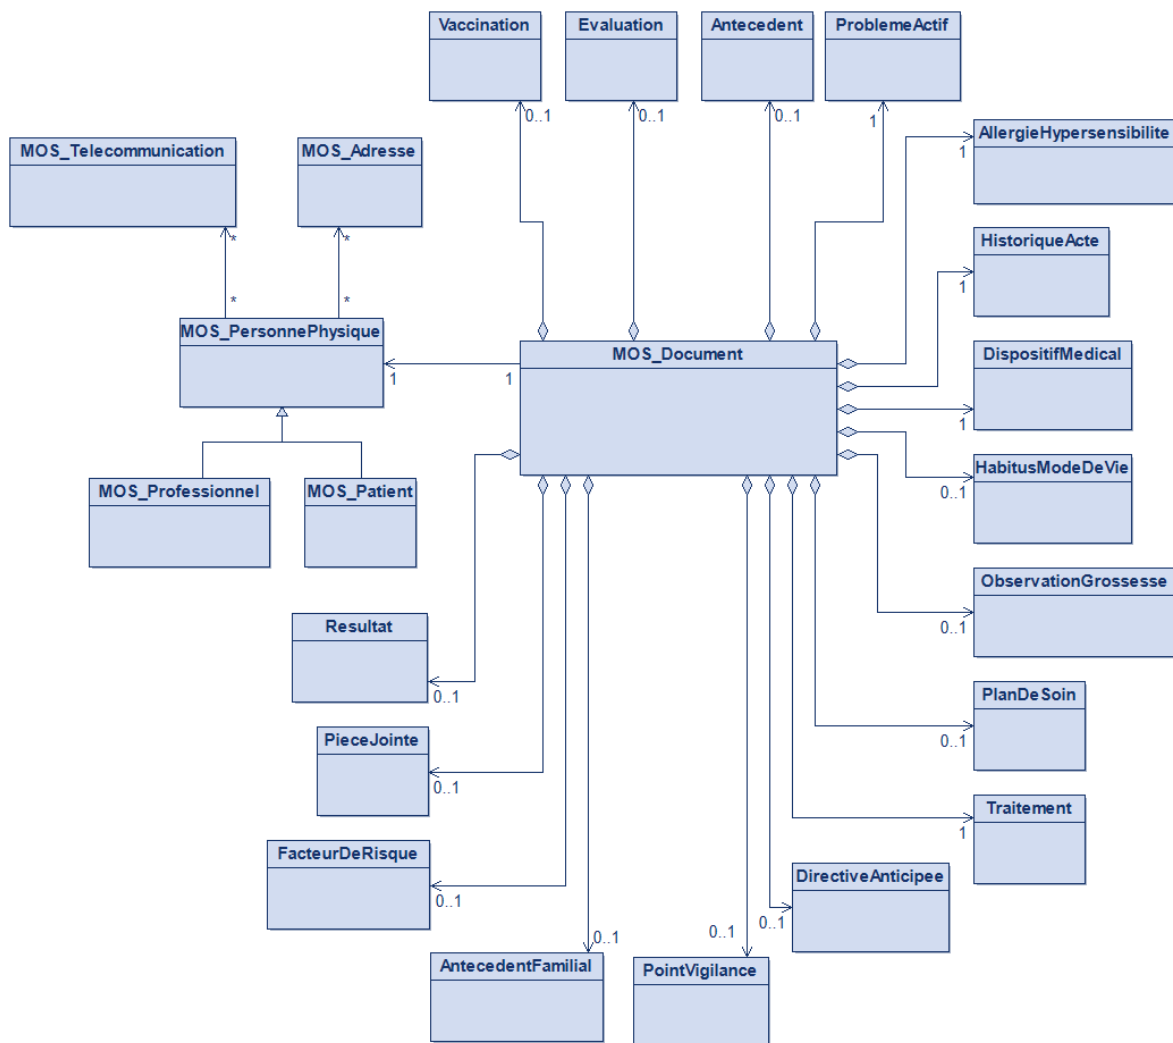 Vaccination
Evaluation
Antecedent
ProblemeActif
0..1
0..1
0..1
1
MOS_Telecommunication
MOS_Adresse
AllergieHypersensibilite
1
*
*
HistoriqueActe
1
*
*
MOS_PersonnePhysique
MOS_Document
DispositifMedical
1
1
1
HabitusModeDeVie
0..1
MOS_Professionnel
MOS_Patient
ObservationGrossesse
0..1
Resultat
0..1
PlanDeSoin
0..1
PieceJointe
0..1
Traitement
1
FacteurDeRisque
0..1
DirectiveAnticipee
0..1
0..1
0..1
AntecedentFamilial
PointVigilance